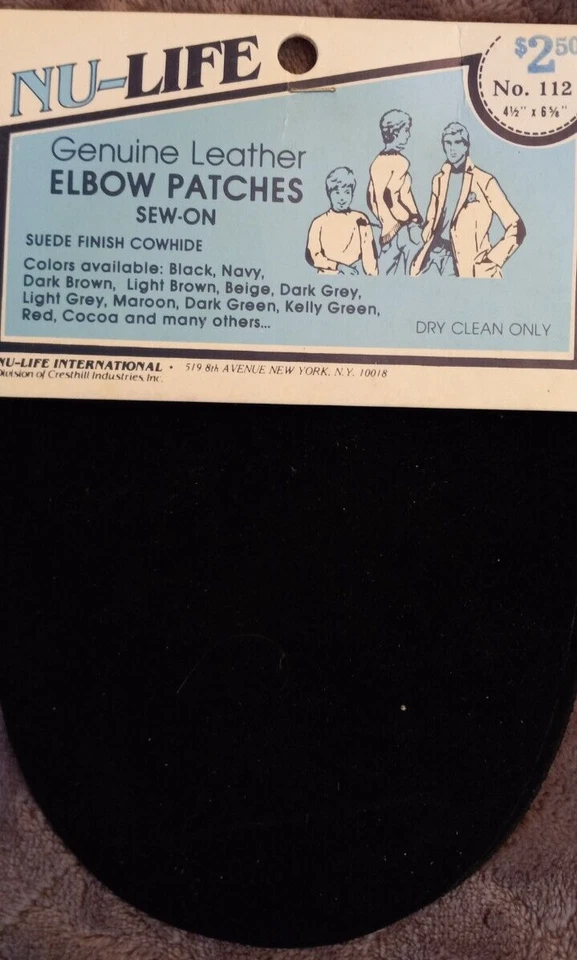 NU-LIFE
$2.50
No. 112
4½" x 6⅝"
Genuine Leather
ELBOW PATCHES
SEW-ON
SUEDE FINISH COWHIDE
Colors available: Black, Navy,
Dark Brown, Light Brown, Beige, Dark Grey,
Light Grey, Maroon, Dark Green, Kelly Green,
Red, Cocoa and many others...
DRY CLEAN ONLY
NU-LIFE INTERNATIONAL • 519 8th AVENUE NEW YORK, N.Y. 10018
Division of Cresthill Industries, Inc.